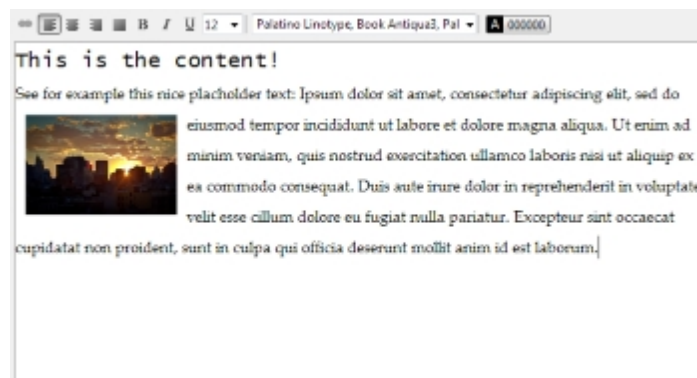 B I U 12 Palatino Linotype, Book Antiqua3, Pal A 000000
This is the content!
See for example this nice placholder text: Ipsum dolor sit amet, consectetur adipiscing elit, sed do
eiusmod tempor incididunt ut labore et dolore magna aliqua. Ut enim ad
minim veniam, quis nostrud exercitation ullamco laboris nisi ut aliquip ex
ea commodo consequat. Duis aute irure dolor in reprehenderit in voluptate
velit esse cillum dolore eu fugiat nulla pariatur. Excepteur sint occaecat
cupidatat non proident, sunt in culpa qui officia deserunt mollit anim id est laborum.